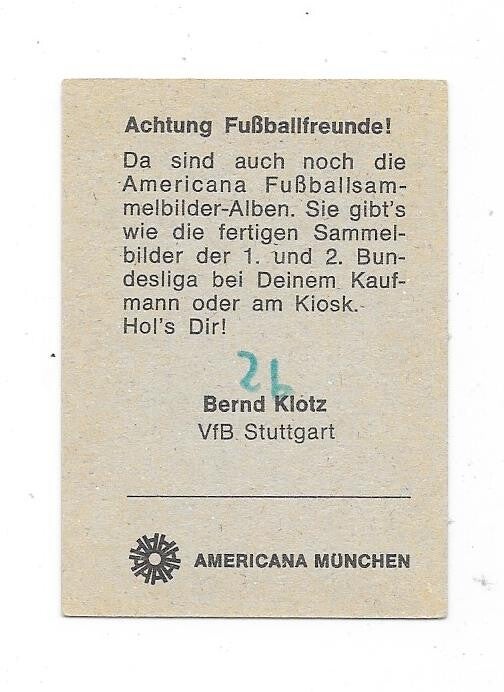 Achtung Fußballfreunde!
Da sind auch noch die
Americana Fußballsam-
melbilder-Alben. Sie gibt's
wie die fertigen Sammel-
bilder der 1. und 2. Bun-
desliga bei Deinem Kauf-
mann oder am Kiosk.
Hol's Dir!
26
Bernd Klotz
VfB Stuttgart
AMERICANA MÜNCHEN